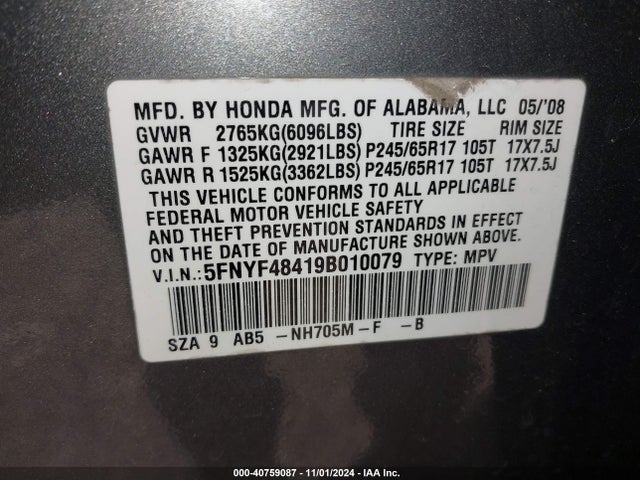 MFD. BY HONDA MFG. OF ALABAMA, LLC 05/'08
GVWR 2765KG(6096LBS) TIRE SIZE RIM SIZE
GAWR F 1325KG(2921LBS) P245/65R17 105T 17X7.5J
GAWR R 1525KG(3362LBS) P245/65R17 105T 17X7.5J
THIS VEHICLE CONFORMS TO ALL APPLICABLE
FEDERAL MOTOR VEHICLE SAFETY
AND THEFT PREVENTION STANDARDS IN EFFECT
ON THE DATE OF MANUFACTURE SHOWN ABOVE.
V.I.N.:5FNYF48419B010079 TYPE: MPV
SZA 9 AB5 -NH705M-F -B
000-40759087 - 11/01/2024 - IAA Inc.